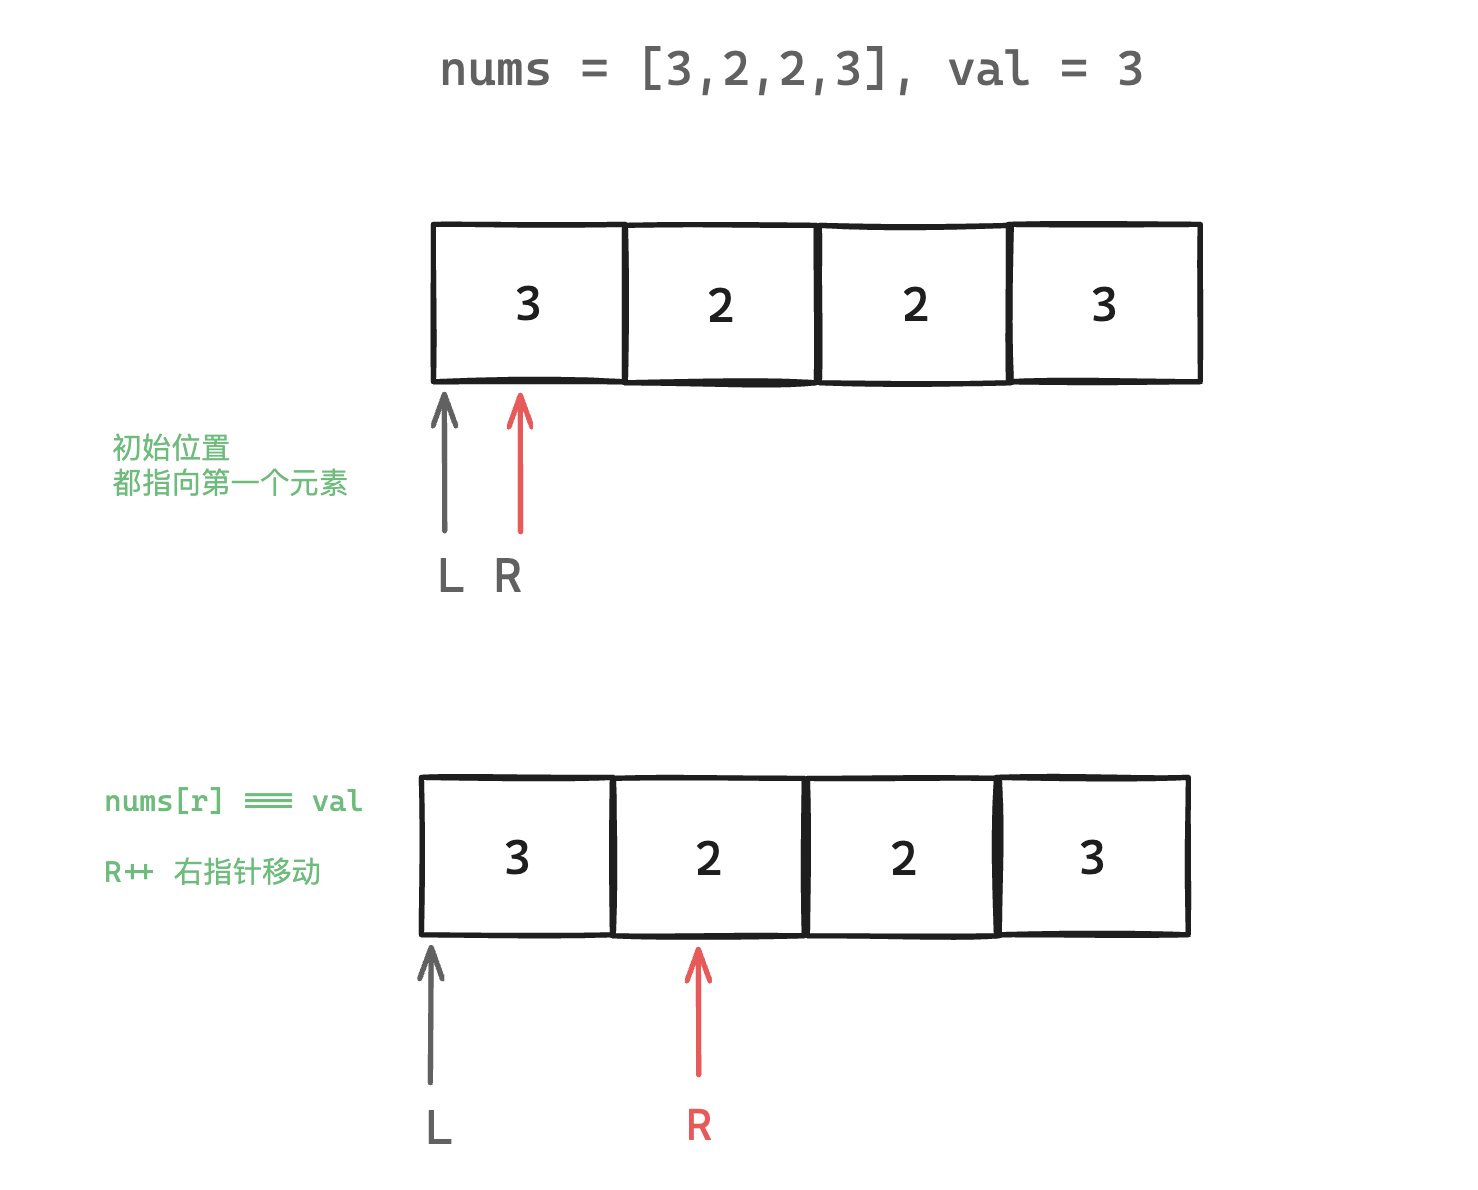 nums = [3,2,2,3], val = 3
3 2 2 3
初始位置
都指向第一个元素
L R
nums[r] === val
R++ 右指针移动
3 2 2 3
L R